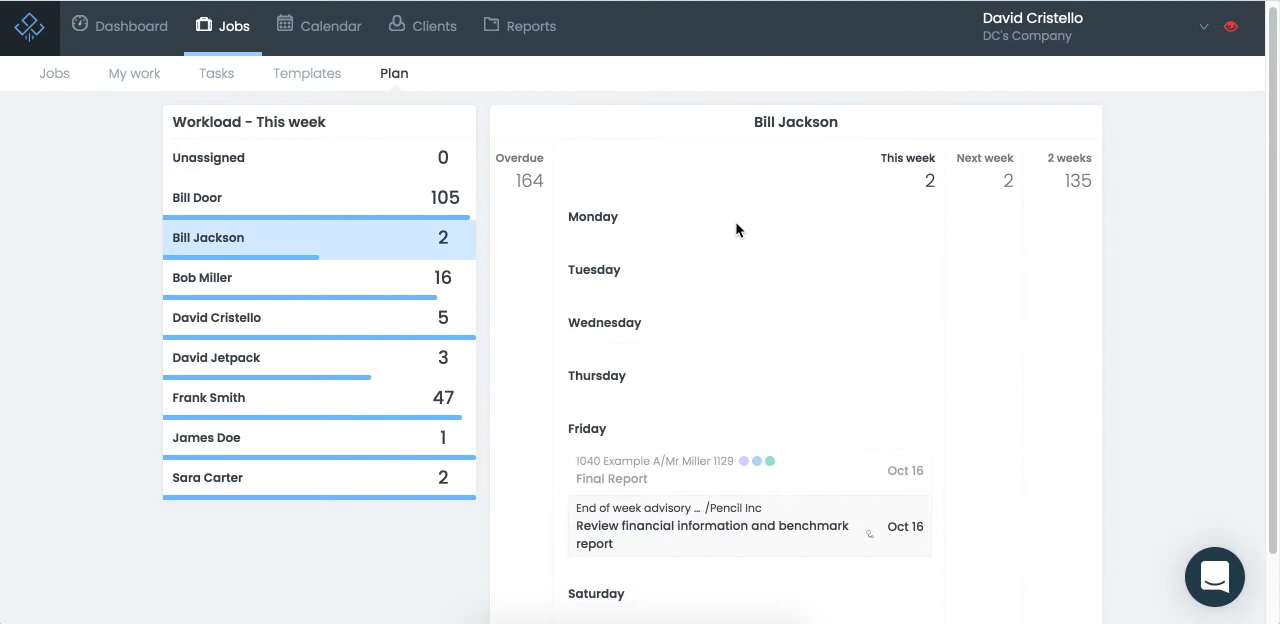 Dashboard
Jobs
Calendar
Clients
Reports
David Cristello
DC's Company
Jobs
My work
Tasks
Templates
Plan
Workload - This week
Unassigned 0
Bill Door 105
Bill Jackson 2
Bob Miller 16
David Cristello 5
David Jetpack 3
Frank Smith 47
James Doe 1
Sara Carter 2
Bill Jackson
Overdue
164
This week
2
Next week
2
2 weeks
135
Monday
Tuesday
Wednesday
Thursday
Friday
1040 Example A/Mr Miller 1129
Final Report
Oct 16
End of week advisory ... /Pencil Inc
Review financial information and benchmark
report
Oct 16
Saturday